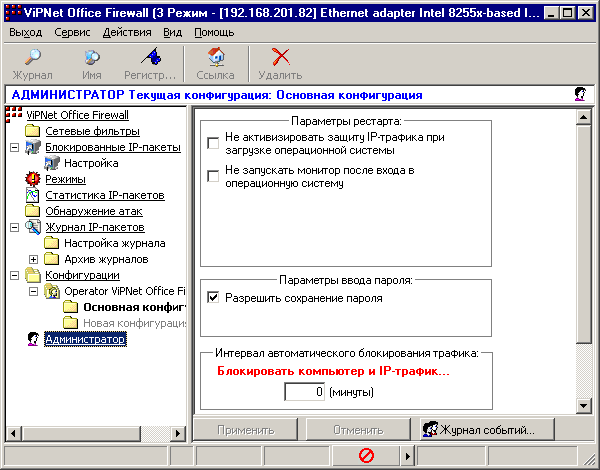 ViPNet Office Firewall [3 Режим - [192.168.201.82] Ethernet adapter Intel 8255x-based I...
Выход Сервис Действия Вид Помощь
Журнал Имя Регистр... Ссылка Удалить
АДМИНИСТРАТОР Текущая конфигурация: Основная конфигурация
ViPNet Office Firewall
Сетевые фильтры
Блокированные IP-пакеты
Настройка
Режимы
Статистика IP-пакетов
Обнаружение атак
Журнал IP-пакетов
Настройка журнала
Архив журналов
Конфигурации
Operator ViPNet Office Fi
Основная конфиг
Новая конфигурация
Администратор
Параметры рестарта:
Не активизировать защиту IP-трафика при
загрузке операционной системы
Не запускать монитор после входа в
операционную систему
Параметры ввода пароля:
Разрешить сохранение пароля
Интервал автоматического блокирования трафика:
Блокировать компьютер и IP-трафик...
0 (минуты)
Применить Отменить Журнал событий...